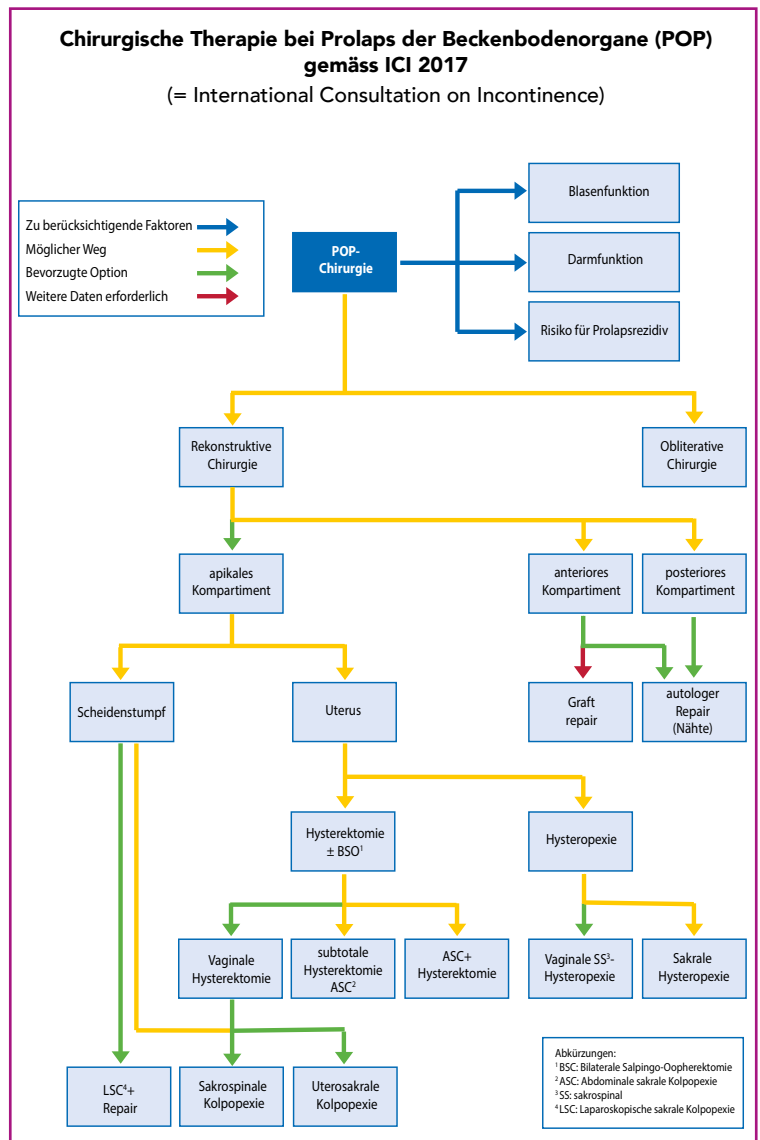 Chirurgische Therapie bei Prolaps der Beckenbodenorgane (POP)
gemäss ICI 2017
(= International Consultation on Incontinence)
Zu berücksichtigende Faktoren
Möglicher Weg
Bevorzugte Option
Weitere Daten erforderlich
POP-
Chirurgie
Blasenfunktion
Darmfunktion
Risiko für Prolapsrezidiv
Rekonstruktive
Chirurgie
Obliterative
Chirurgie
apikales
Kompartiment
anteriores
Kompartiment
posteriores
Kompartiment
Scheidenstumpf
Uterus
Graft
repair
autologer
Repair
(Nähte)
Hysterektomie
± BSO¹
Hysteropexie
Vaginale
Hysterektomie
subtotale
Hysterektomie
ASC²
ASC+
Hysterektomie
Vaginale SS³-
Hysteropexie
Sakrale
Hysteropexie
LSC⁴+
Repair
Sakrospinale
Kolpopexie
Uterosakrale
Kolpopexie
Abkürzungen:
¹ BSC: Bilaterale Salpingo-Oopherektomie
² ASC: Abdominale sakrale Kolpopexie
³ SS: sakrospinal
⁴ LSC: Laparoskopische sakrale Kolpopexie